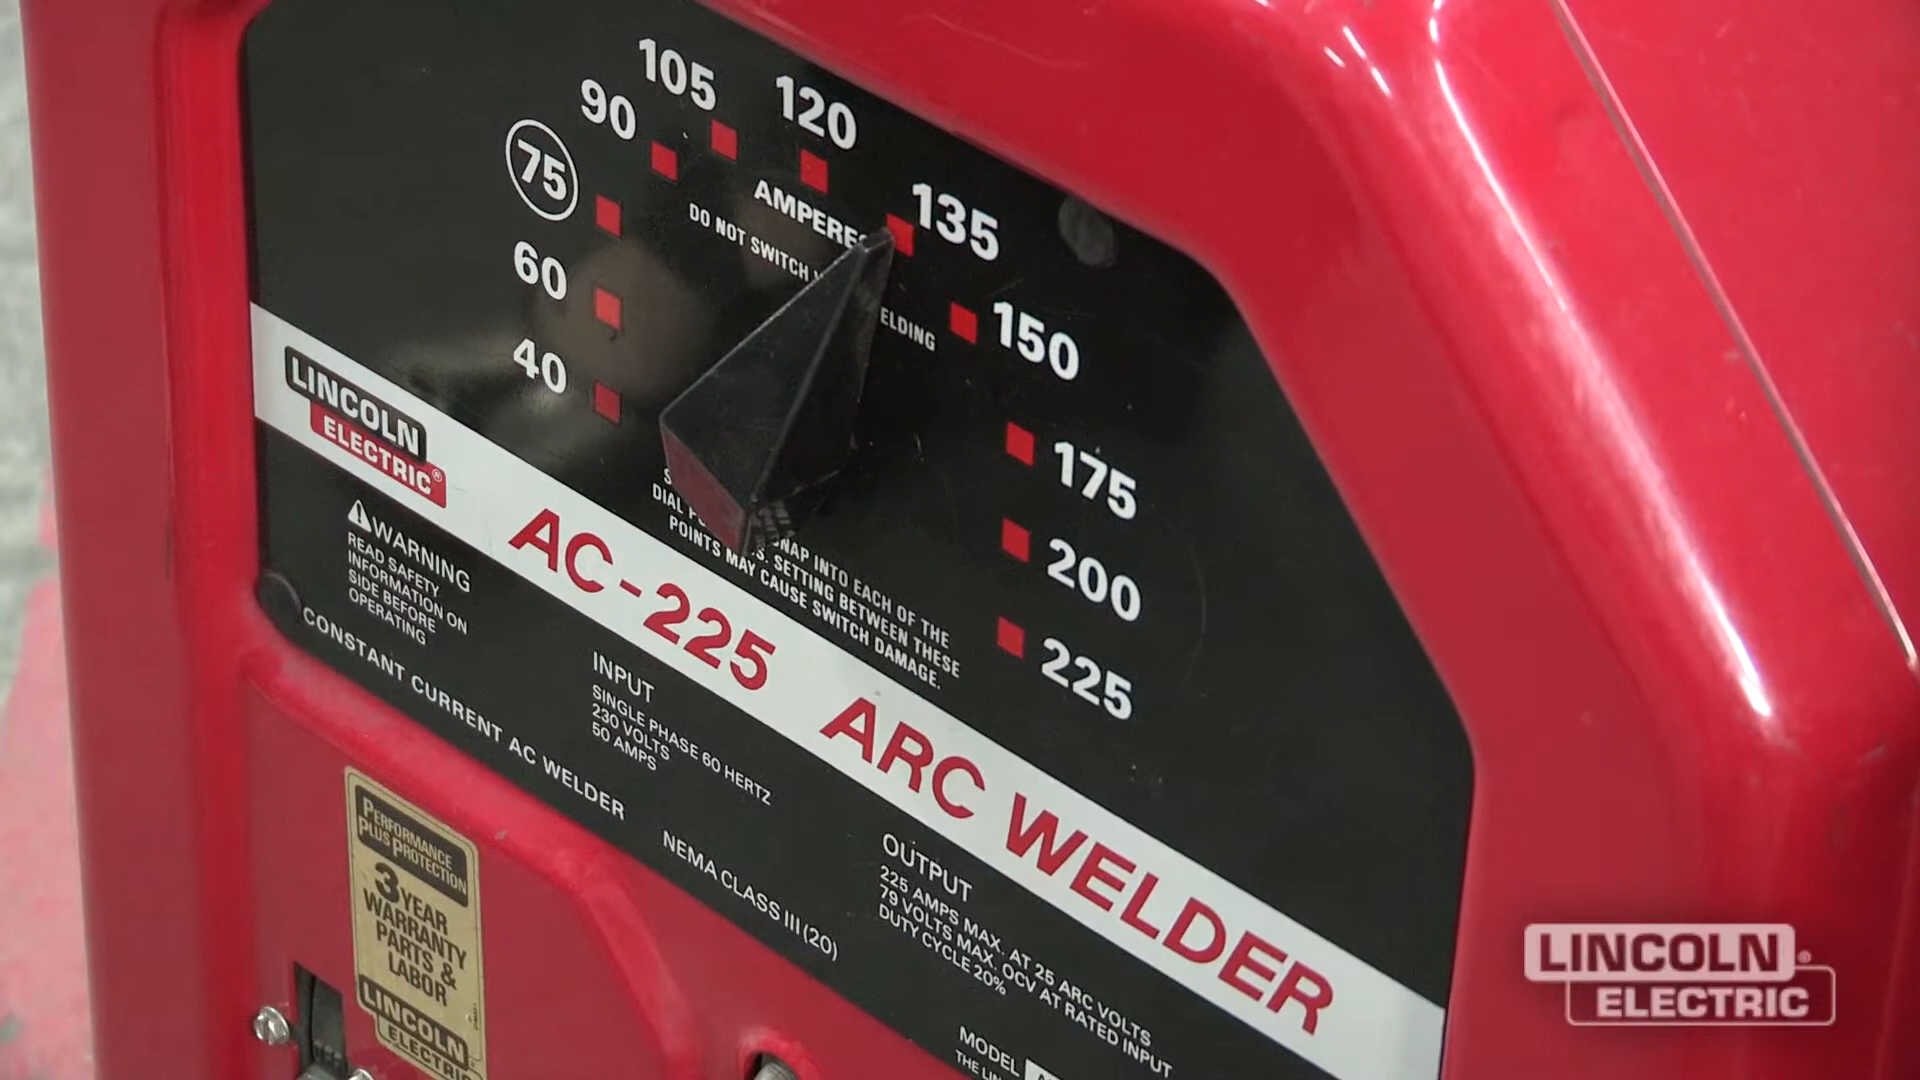 105
120
90
75
135
60
150
40
175
200
225
AMPERES
DO NOT SWITCH
ELDING
DIAL
SNAP INTO EACH OF THE
POINTS. SETTING BETWEEN THESE
POINTS MAY CAUSE SWITCH DAMAGE.
LINCOLN
ELECTRIC®
AC-225 ARC WELDER
⚠WARNING
READ SAFETY
INFORMATION ON
SIDE BEFORE
OPERATING
CONSTANT CURRENT AC WELDER
INPUT
SINGLE PHASE 60 HERTZ
230 VOLTS
50 AMPS
NEMA CLASS III (20)
OUTPUT
225 AMPS MAX. AT 25 ARC VOLTS
79 VOLTS MAX. OCV AT RATED INPUT
DUTY CYCLE 20%
MODEL
THE
PERFORMANCE
PLUS PROTECTION
3 YEAR
WARRANTY
PARTS &
LABOR
LINCOLN
ELECTRIC
LINCOLN®
ELECTRIC